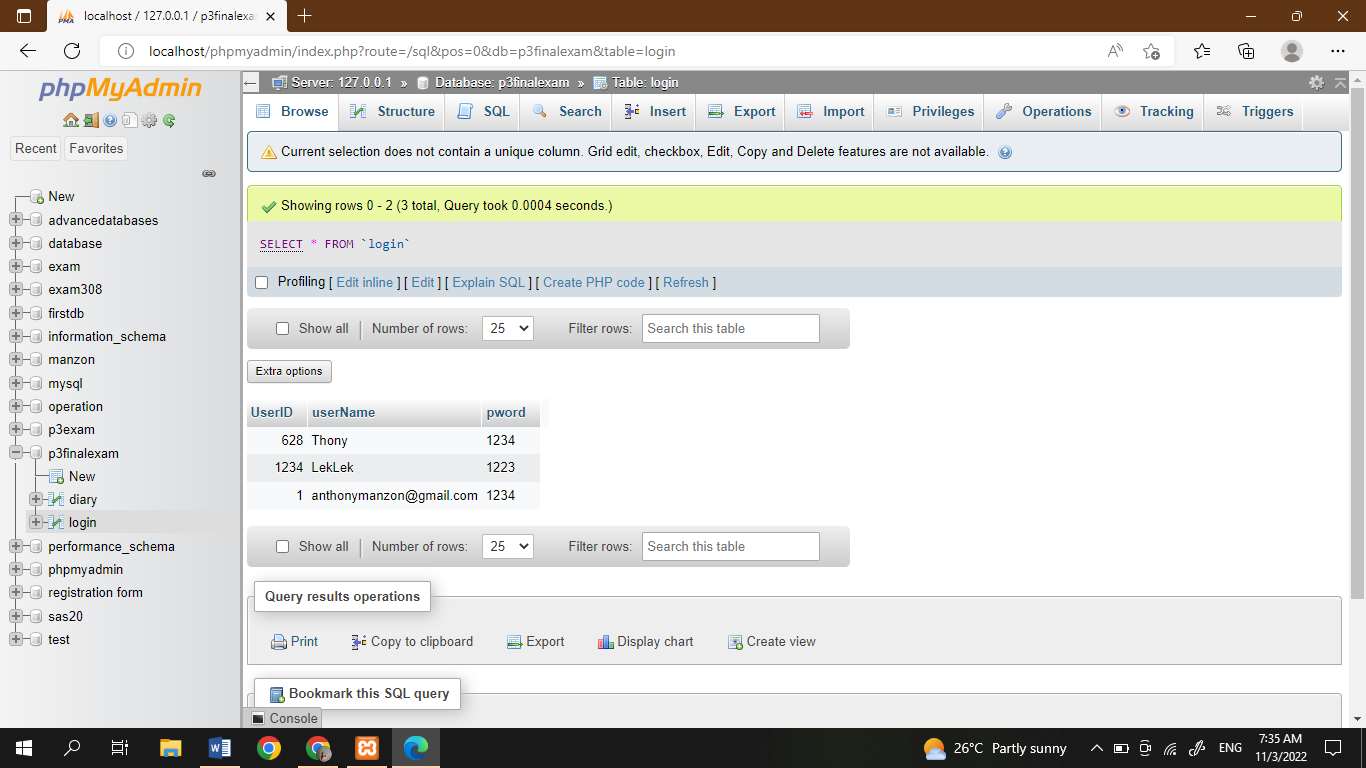 localhost / 127.0.0.1 / p3finalexa
localhost/phpmyadmin/index.php?route=/sql&pos=0&db=p3finalexam&table=login
phpMyAdmin
Recent Favorites
New
advancedatabases
database
exam
exam308
firstdb
information_schema
manzon
mysql
operation
p3exam
p3finalexam
New
diary
login
performance_schema
phpmyadmin
registration form
sas20
test
Server: 127.0.0.1 » Database: p3finalexam » Table: login
Browse Structure SQL Search Insert Export Import Privileges Operations Tracking Triggers
Current selection does not contain a unique column. Grid edit, checkbox, Edit, Copy and Delete features are not available.
Showing rows 0 - 2 (3 total, Query took 0.0004 seconds.)
SELECT * FROM `login`
Profiling [ Edit inline ] [ Edit ] [ Explain SQL ] [ Create PHP code ] [ Refresh ]
Show all | Number of rows: 25 Filter rows: Search this table
Extra options
UserID userName pword
628 Thony 1234
1234 LekLek 1223
1 anthonymanzon@gmail.com 1234
Show all | Number of rows: 25 Filter rows: Search this table
Query results operations
Print Copy to clipboard Export Display chart Create view
Bookmark this SQL query
Console
26°C Partly sunny ENG 7:35 AM
11/3/2022